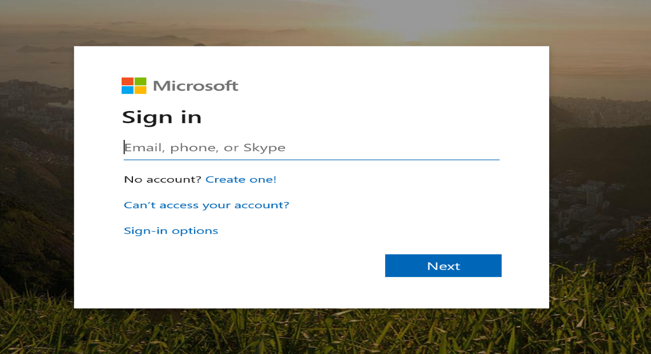 Microsoft
Sign in
Email, phone, or Skype
No account? Create one!
Can't access your account?
Sign-in options
Next